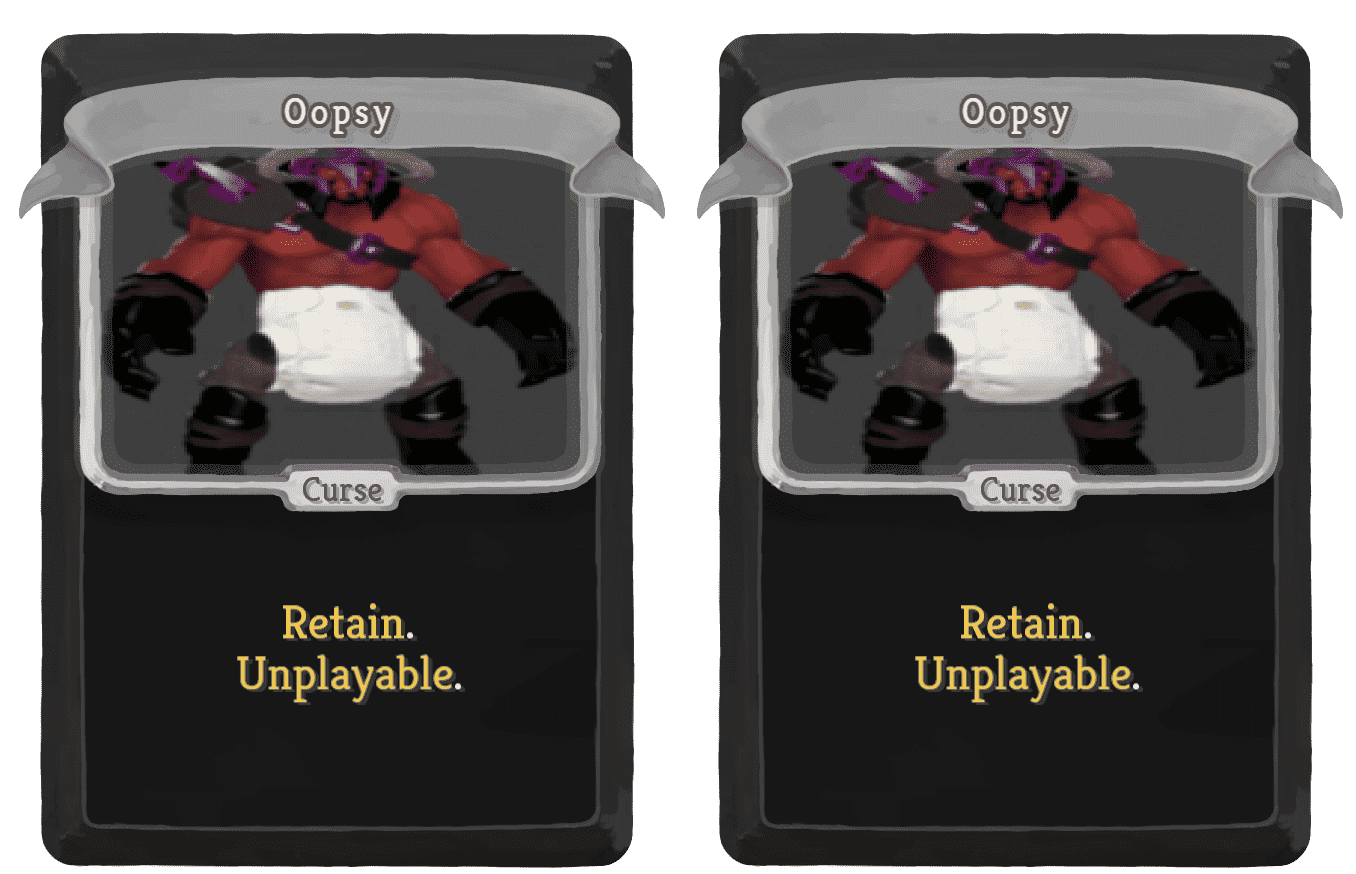 Oopsy
Curse
Retain.
Unplayable.
Oopsy
Curse
Retain.
Unplayable.